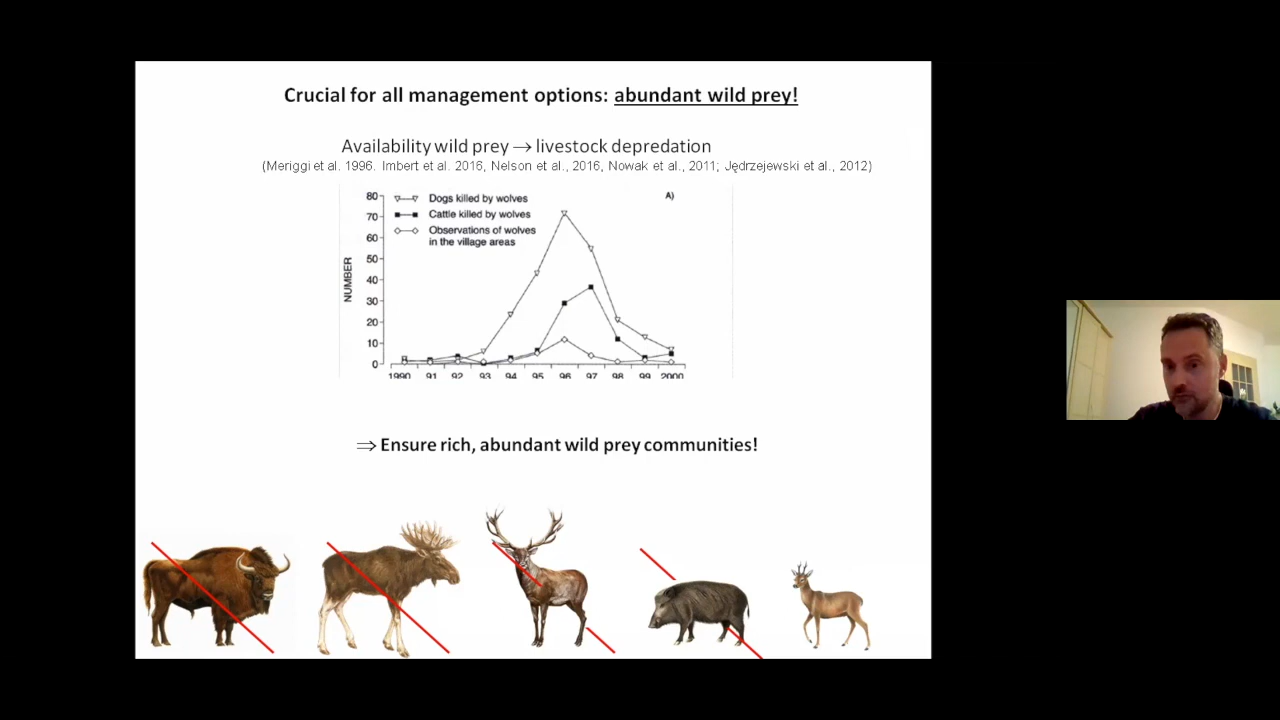 Crucial for all management options: abundant wild prey!
Availability wild prey → livestock depredation
(Meriggi et al. 1996. Imbert et al. 2016, Nelson et al., 2016, Nowak et al., 2011; Jędrzejewski et al., 2012)
A)
Dogs killed by wolves
Cattle killed by wolves
Observations of wolves
in the village areas
NUMBER
80
70
60
50
40
30
20
10
0
1990 91 92 93 94 95 96 97 98 99 2000
⇒ Ensure rich, abundant wild prey communities!